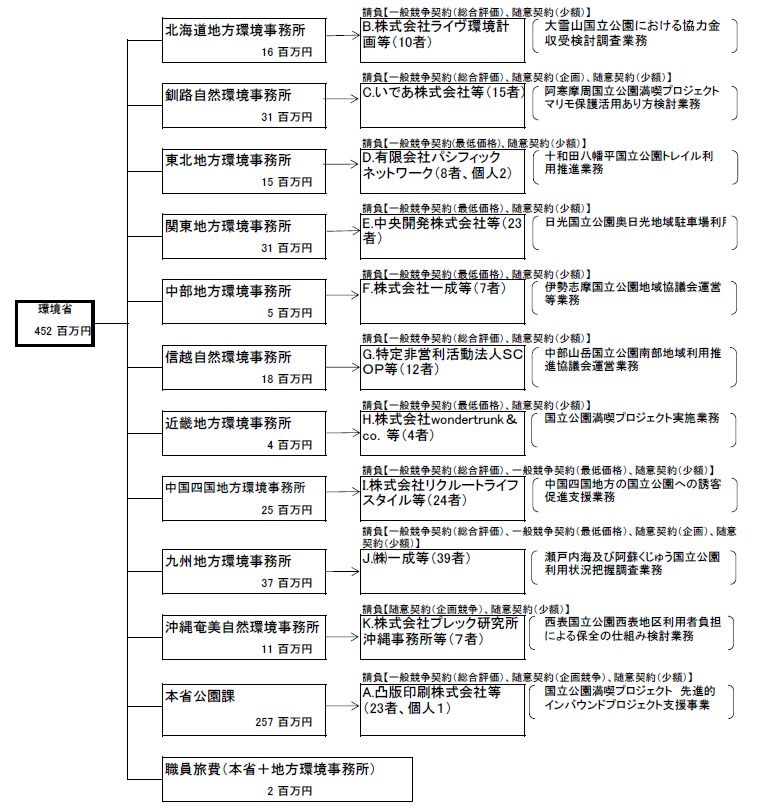 請負【一般競争契約(総合評価)、随意契約(少額)】
北海道地方環境事務所
16 百万円
B.株式会社ライヴ環境計
画等(10者)
大雪山国立公園における協力金
収受検討調査業務
請負【一般競争契約(総合評価)、随意契約(企画)、随意契約(少額)】
釧路自然環境事務所
31 百万円
C.いであ株式会社等(15者)
阿寒摩周国立公園満喫プロジェクト
マリモ保護活用あり方検討業務
請負【一般競争契約(最低価格)、随意契約(少額)】
東北地方環境事務所
15 百万円
D.有限会社パシフィック
ネットワーク(8者、個人2)
十和田八幡平国立公園トレイル利
用推進業務
請負【一般競争契約(最低価格)、随意契約(少額)】
関東地方環境事務所
31 百万円
E.中央開発株式会社等(23
者)
日光国立公園奥日光地域駐車場利用
請負【一般競争契約(最低価格)、随意契約(少額)】
中部地方環境事務所
5 百万円
F.株式会社一成等(7者)
伊勢志摩国立公園地域協議会運営
等業務
環境省
452 百万円
請負【一般競争契約(総合評価)、随意契約(少額)】
信越自然環境事務所
18 百万円
G.特定非営利活動法人SC
OP等(12者)
中部山岳国立公園南部地域利用推
進協議会運営業務
請負【一般競争契約(最低価格)、随意契約(少額)】
近畿地方環境事務所
4 百万円
H.株式会社wondertrunk&
co. 等(4者)
国立公園満喫プロジェクト実施業務
請負【一般競争契約(総合評価)、一般競争契約(最低価格)、随意契約(少額)】
中国四国地方環境事務所
25 百万円
I.株式会社リクルートライフ
スタイル等(24者)
中国四国地方の国立公園への誘客
促進支援業務
請負【一般競争契約(総合評価)、一般競争契約(最低価格)、随意契約(企画)、随意
契約(少額)】
九州地方環境事務所
37 百万円
J.㈱一成等(39者)
瀬戸内海及び阿蘇くじゅう国立公園
利用状況把握調査業務
請負【随意契約(企画競争)、随意契約(少額)】
沖縄奄美自然環境事務所
11 百万円
K.株式会社プレック研究所
沖縄事務所等(7者)
西表国立公園西表地区利用者負担
による保全の仕組み検討業務
請負【一般競争契約(総合評価)、随意契約(企画競争)、随意契約(少額)】
本省公園課
257 百万円
A.凸版印刷株式会社等
(23者、個人1)
国立公園満喫プロジェクト 先進的
インバウンドプロジェクト支援事業
職員旅費(本省+地方環境事務所)
2 百万円